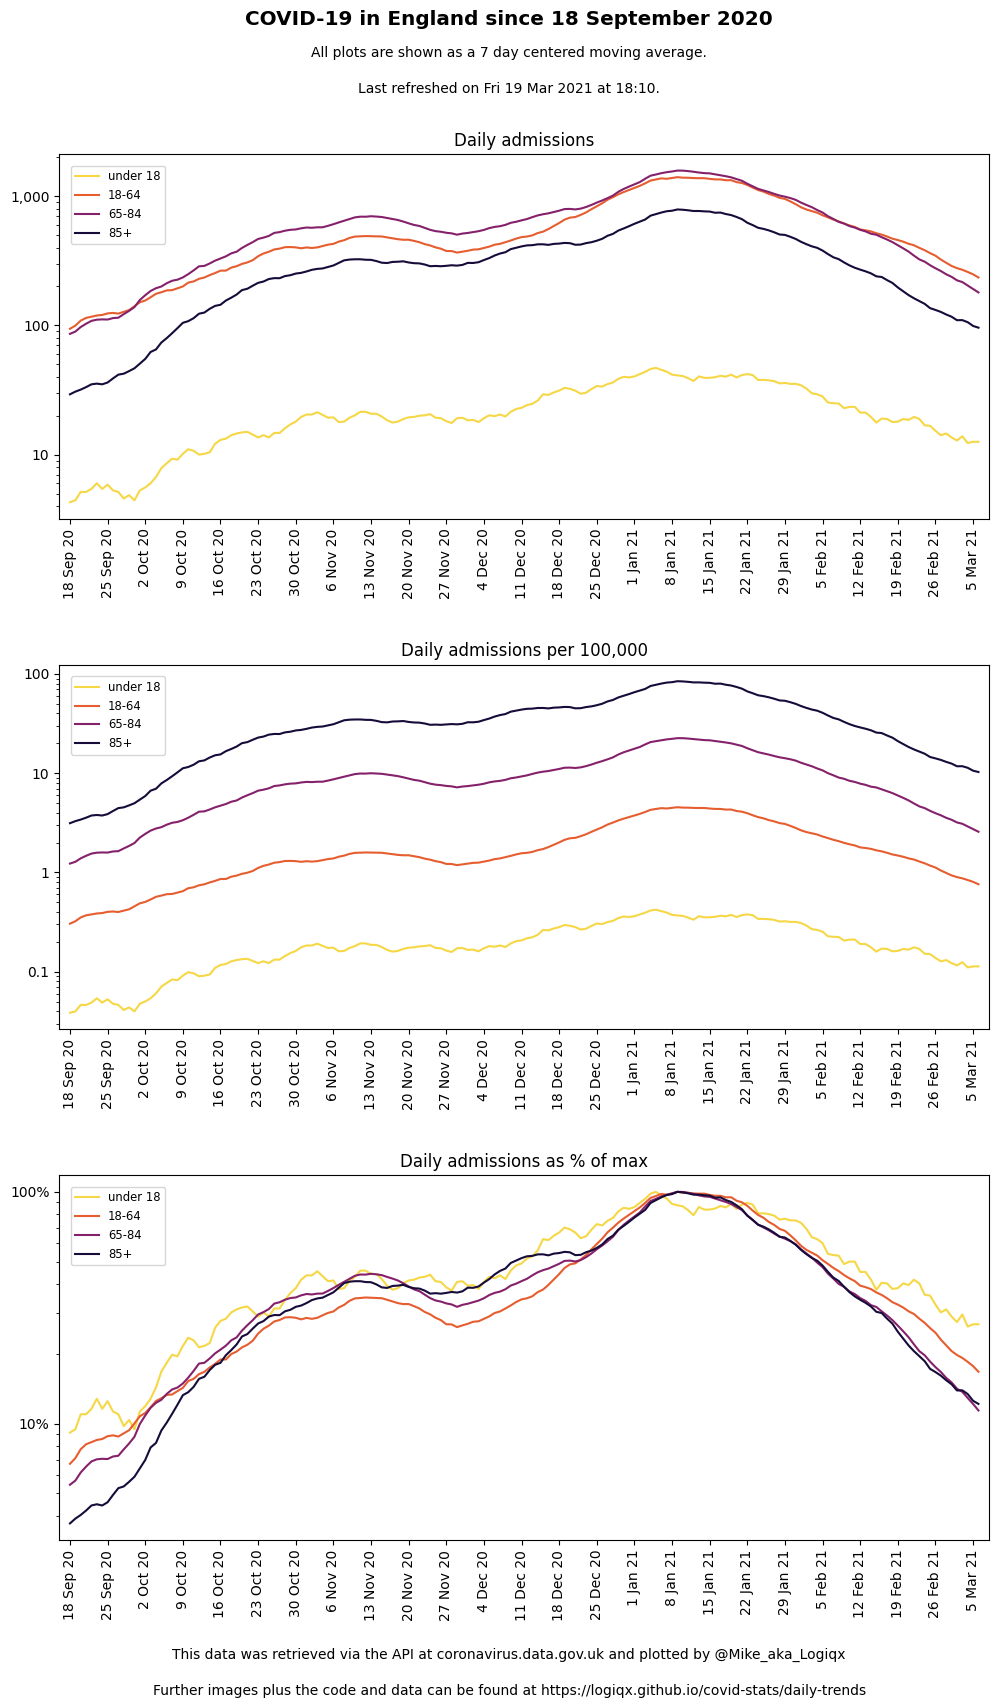 COVID-19 in England since 18 September 2020
All plots are shown as a 7 day centered moving average.
Last refreshed on Fri 19 Mar 2021 at 18:10.
Daily admissions
under 18
18-64
65-84
85+
1,000
100
10
18 Sep 20
25 Sep 20
2 Oct 20
9 Oct 20
16 Oct 20
23 Oct 20
30 Oct 20
6 Nov 20
13 Nov 20
20 Nov 20
27 Nov 20
4 Dec 20
11 Dec 20
18 Dec 20
25 Dec 20
1 Jan 21
8 Jan 21
15 Jan 21
22 Jan 21
29 Jan 21
5 Feb 21
12 Feb 21
19 Feb 21
26 Feb 21
5 Mar 21
Daily admissions per 100,000
under 18
18-64
65-84
85+
100
10
1
0.1
18 Sep 20
25 Sep 20
2 Oct 20
9 Oct 20
16 Oct 20
23 Oct 20
30 Oct 20
6 Nov 20
13 Nov 20
20 Nov 20
27 Nov 20
4 Dec 20
11 Dec 20
18 Dec 20
25 Dec 20
1 Jan 21
8 Jan 21
15 Jan 21
22 Jan 21
29 Jan 21
5 Feb 21
12 Feb 21
19 Feb 21
26 Feb 21
5 Mar 21
Daily admissions as % of max
under 18
18-64
65-84
85+
100%
10%
18 Sep 20
25 Sep 20
2 Oct 20
9 Oct 20
16 Oct 20
23 Oct 20
30 Oct 20
6 Nov 20
13 Nov 20
20 Nov 20
27 Nov 20
4 Dec 20
11 Dec 20
18 Dec 20
25 Dec 20
1 Jan 21
8 Jan 21
15 Jan 21
22 Jan 21
29 Jan 21
5 Feb 21
12 Feb 21
19 Feb 21
26 Feb 21
5 Mar 21
This data was retrieved via the API at coronavirus.data.gov.uk and plotted by @Mike_aka_Logiqx
Further images plus the code and data can be found at https://logiqx.github.io/covid-stats/daily-trends